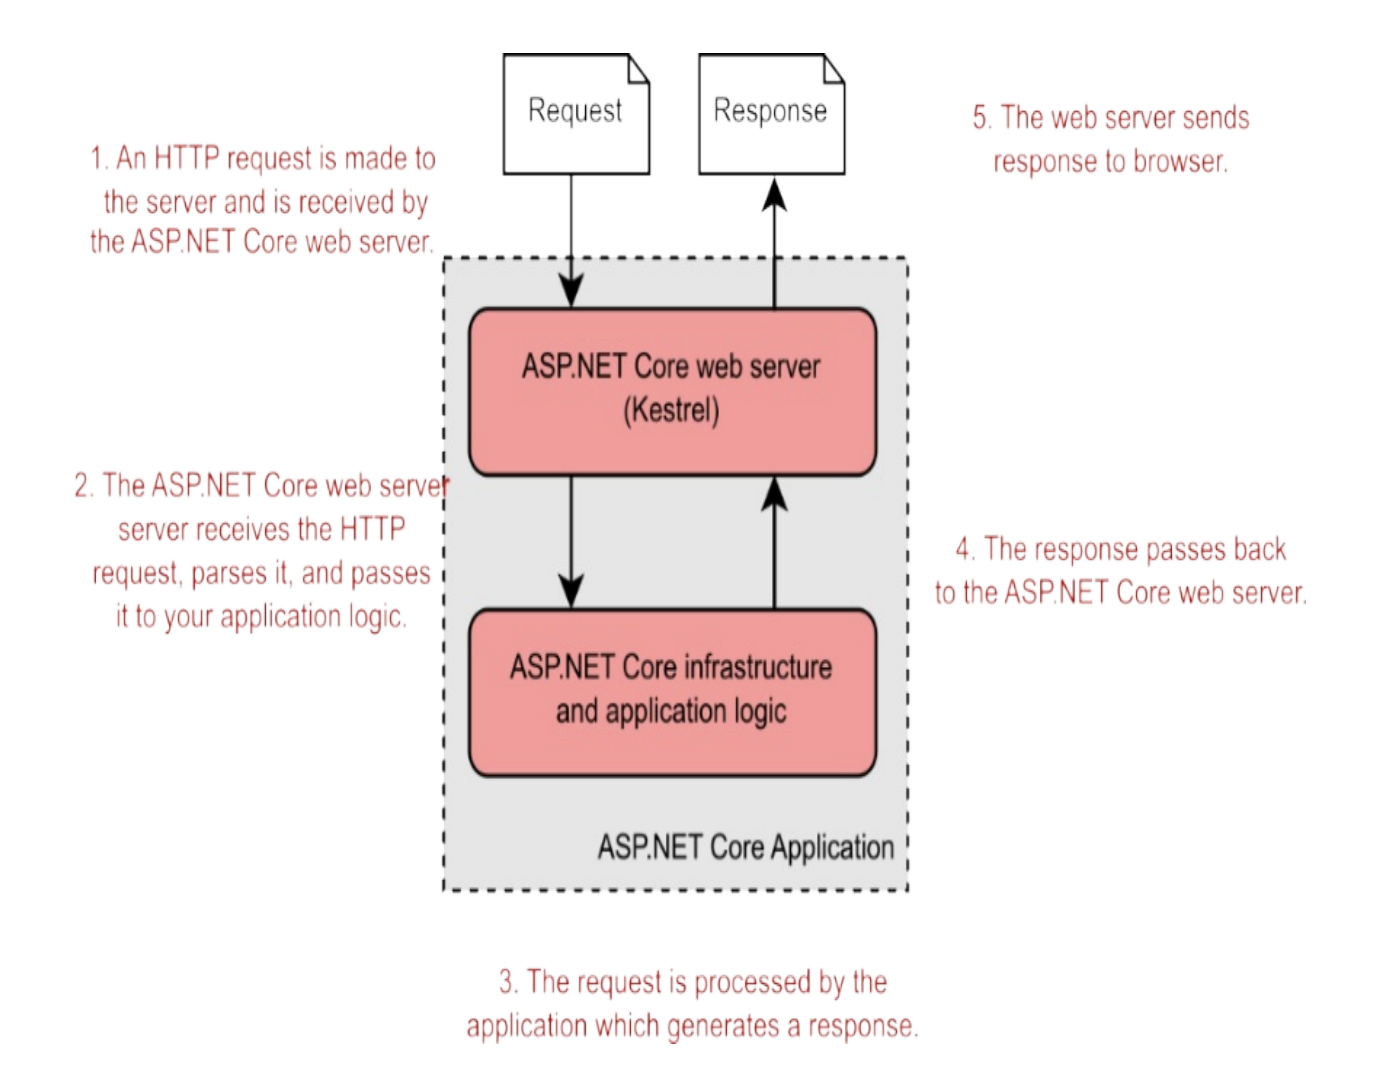 Request
Response
1. An HTTP request is made to
the server and is received by
the ASP.NET Core web server.
5. The web server sends
response to browser.
ASP.NET Core web server
(Kestrel)
2. The ASP.NET Core web server
server receives the HTTP
request, parses it, and passes
it to your application logic.
4. The response passes back
to the ASP.NET Core web server.
ASP.NET Core infrastructure
and application logic
ASP.NET Core Application
3. The request is processed by the
application which generates a response.